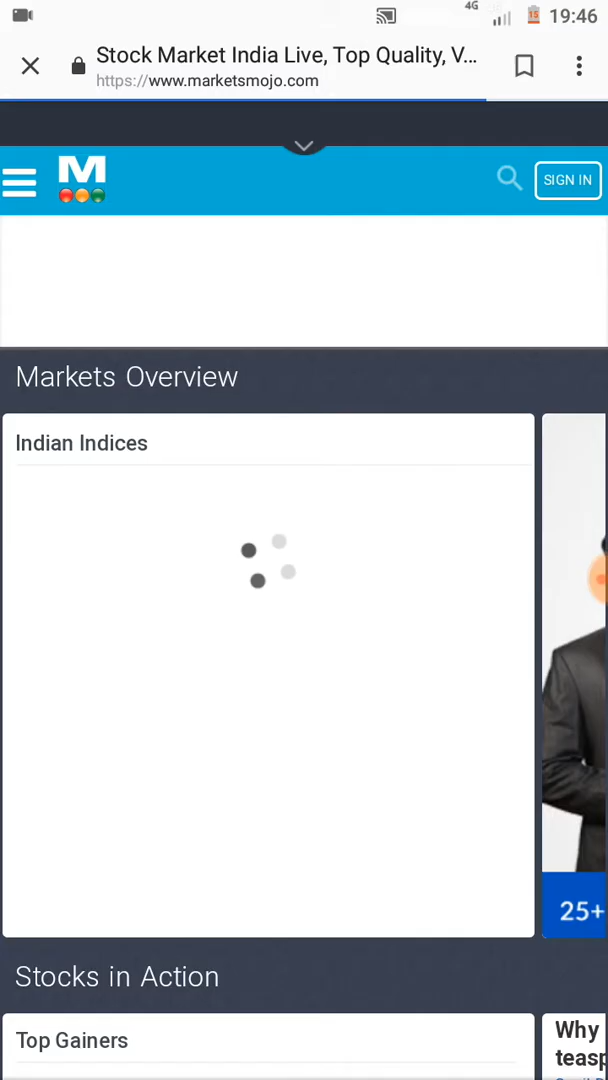 4G
15
19:46
Stock Market India Live, Top Quality, V...
https://www.marketsmojo.com
M
SIGN IN
Markets Overview
Indian Indices
25+
Stocks in Action
Top Gainers
Why
teasp